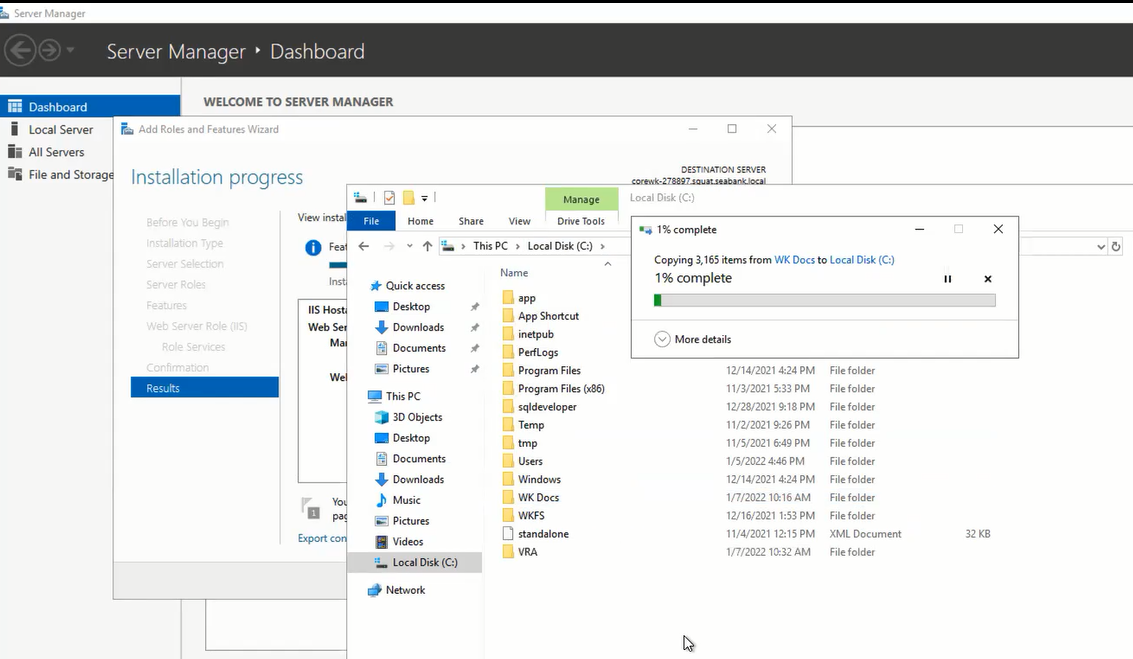 Server Manager
Server Manager • Dashboard
Dashboard
Local Server
All Servers
File and Storage
WELCOME TO SERVER MANAGER
Add Roles and Features Wizard
Installation progress
DESTINATION SERVER
corewk-278897.squat.seabank.local
Before You Begin
Installation Type
Server Selection
Server Roles
Features
Web Server Role (IIS)
Role Services
Confirmation
Results
View instal
Feat
Inst
IIS Host
Web Ser
Man
Wel
1
You
pag
Export con
Manage
Local Disk (C:)
File Home Share View Drive Tools
This PC > Local Disk (C:) >
Quick access
Desktop
Downloads
Documents
Pictures
This PC
3D Objects
Desktop
Documents
Downloads
Music
Pictures
Videos
Local Disk (C:)
Network
Name
app
App Shortcut
inetpub
PerfLogs
Program Files 12/14/2021 4:24 PM File folder
Program Files (x86) 11/3/2021 5:33 PM File folder
sqldeveloper 12/28/2021 9:18 PM File folder
Temp 11/2/2021 9:26 PM File folder
tmp 11/5/2021 6:49 PM File folder
Users 1/5/2022 4:46 PM File folder
Windows 12/14/2021 4:24 PM File folder
WK Docs 1/7/2022 10:16 AM File folder
WKFS 12/16/2021 1:53 PM File folder
standalone 11/4/2021 12:15 PM XML Document 32 KB
VRA 1/7/2022 10:32 AM File folder
1% complete
Copying 3,165 items from WK Docs to Local Disk (C:)
1% complete
More details